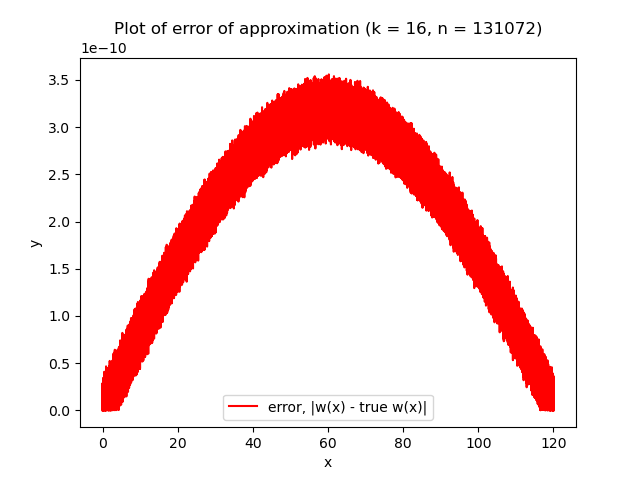 Plot of error of approximation (k = 16, n = 131072)
1e−10
3.5
3.0
2.5
2.0
1.5
1.0
0.5
0.0
y
error, |w(x) - true w(x)|
0 20 40 60 80 100 120
x